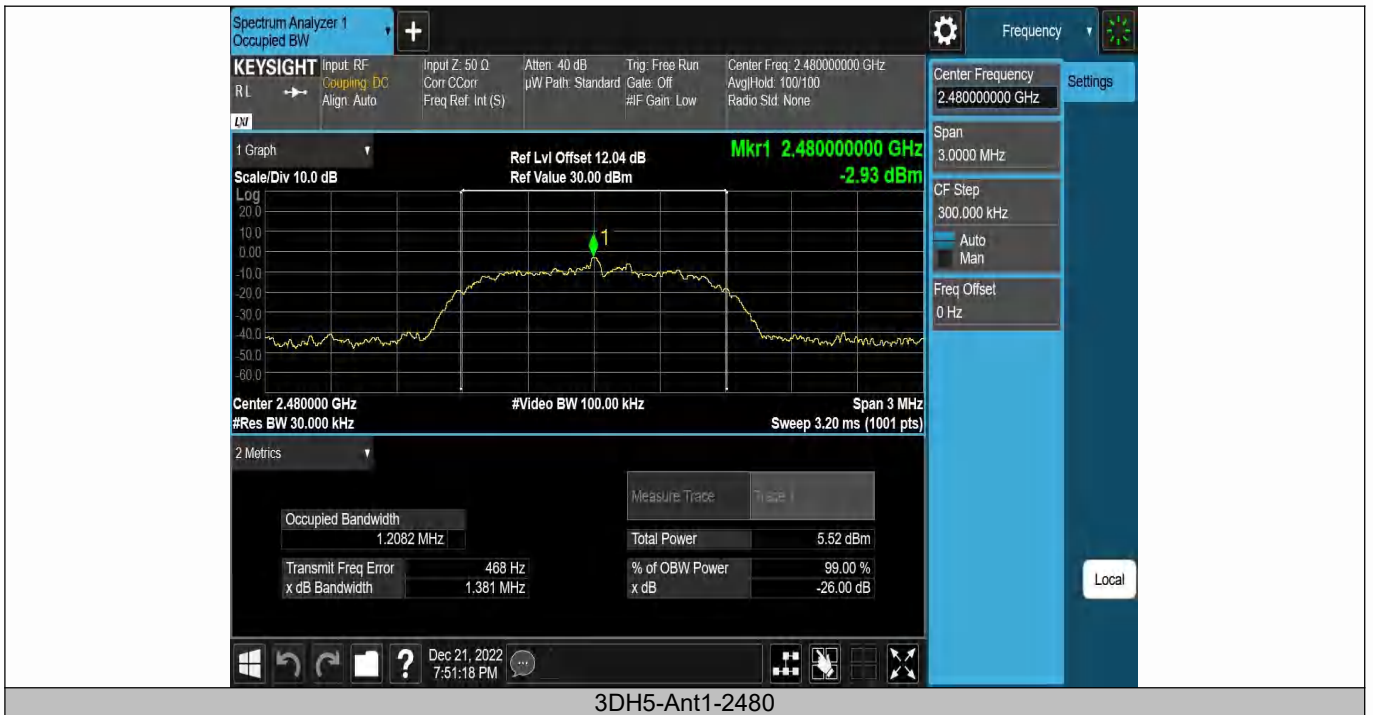 Spectrum Analyzer 1
Occupied BW
+
Frequency
KEYSIGHT
RL
LXI
Input: RF
Coupling: DC
Align: Auto
Input Z: 50 Ω
Corr CCorr
Freq Ref: Int (S)
Atten: 40 dB
µW Path: Standard
Trig: Free Run
Gate: Off
#IF Gain: Low
Center Freq: 2.480000000 GHz
Avg|Hold: 100/100
Radio Std: None
Center Frequency
2.480000000 GHz
Settings
Span
3.0000 MHz
CF Step
300.000 kHz
Auto
Man
Freq Offset
0 Hz
Local
1 Graph
Scale/Div 10.0 dB
Ref Lvl Offset 12.04 dB
Ref Value 30.00 dBm
Mkr1 2.480000000 GHz
-2.93 dBm
Log
20.0
10.0
0.00
-10.0
-20.0
-30.0
-40.0
-50.0
-60.0
1
Center 2.480000 GHz
#Video BW 100.00 kHz
Span 3 MHz
#Res BW 30.000 kHz
Sweep 3.20 ms (1001 pts)
2 Metrics
Measure Trace
Trace 1
Occupied Bandwidth
1.2082 MHz
Total Power
5.52 dBm
Transmit Freq Error
468 Hz
% of OBW Power
99.00 %
x dB Bandwidth
1.381 MHz
x dB
-26.00 dB
?
Dec 21, 2022
7:51:18 PM
3DH5-Ant1-2480